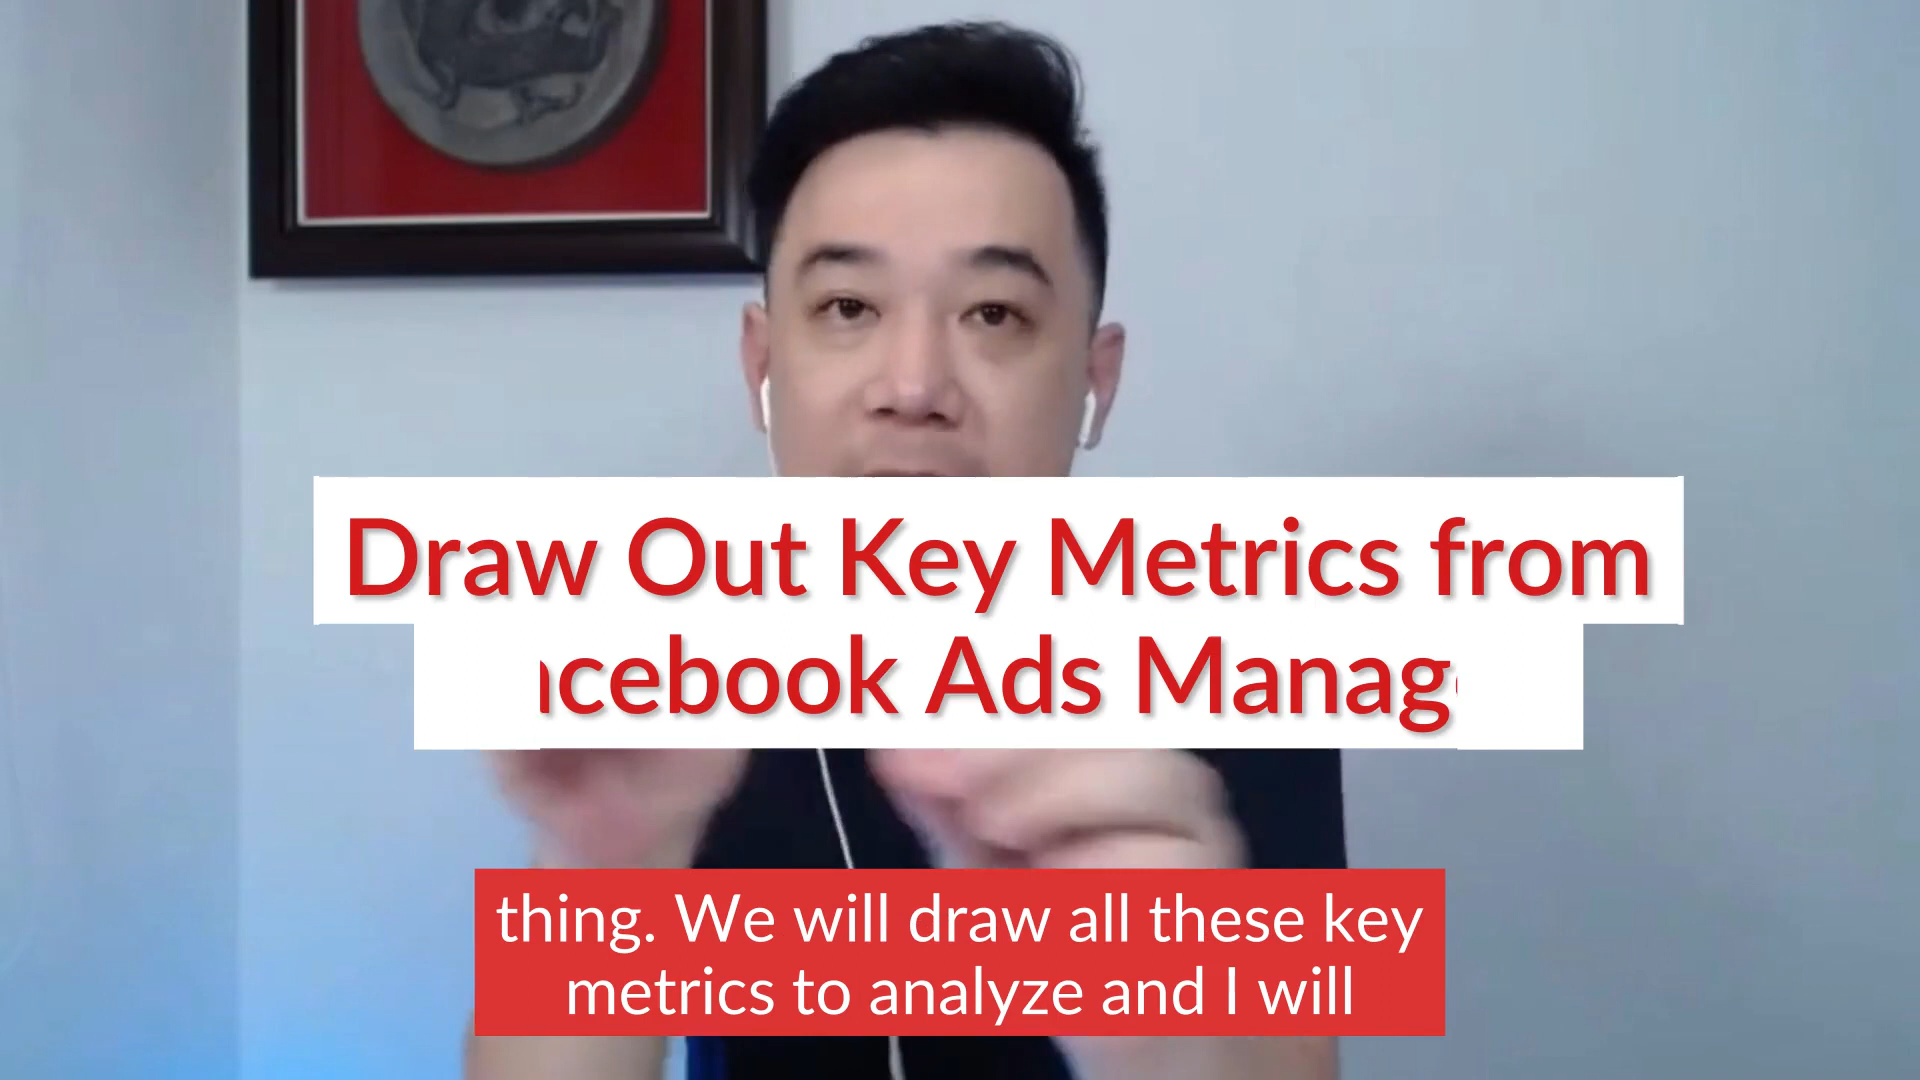 Draw Out Key Metrics from
acebook Ads Manag
thing. We will draw all these key
metrics to analyze and I will